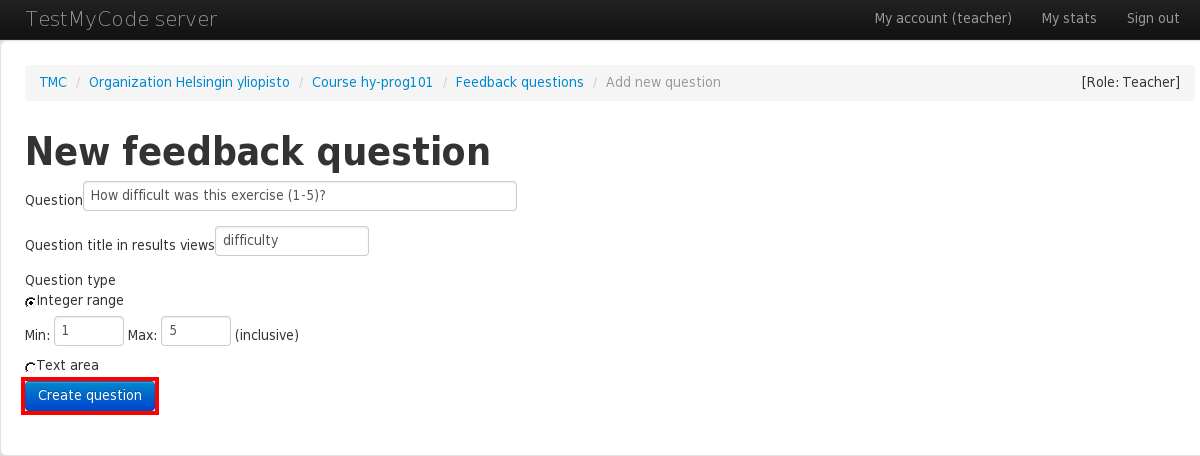 TestMyCode server My account (teacher) My stats Sign out
TMC / Organization Helsingin yliopisto / Course hy-prog101 / Feedback questions / Add new question [Role: Teacher]
New feedback question
Question How difficult was this exercise (1-5)?
Question title in results views difficulty
Question type
Integer range
Min: 1 Max: 5 (inclusive)
Text area
Create question